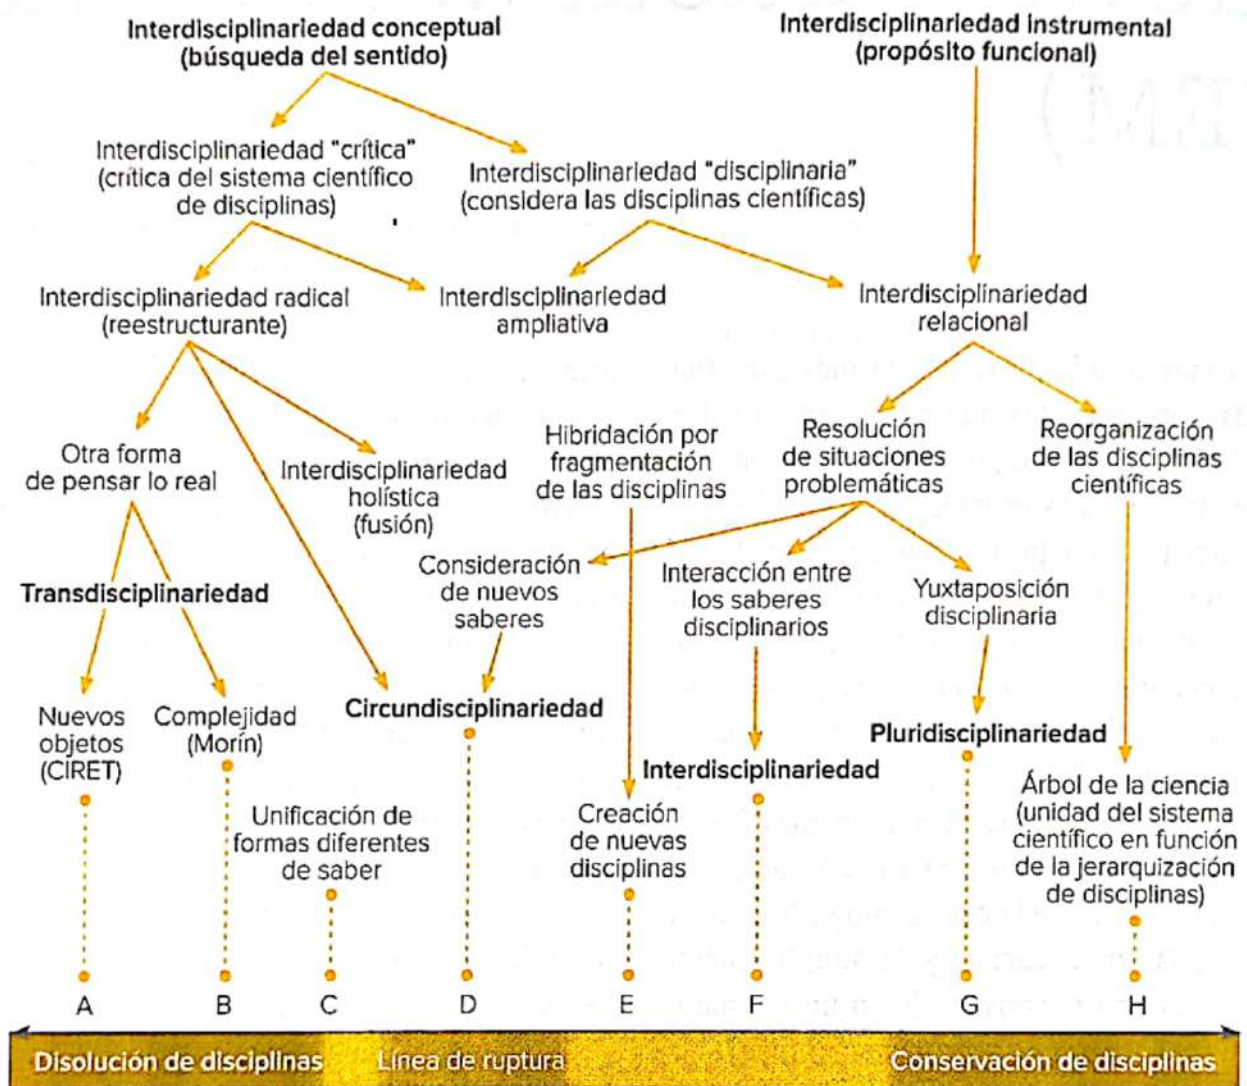 Interdisciplinariedad conceptual
(búsqueda del sentido)
Interdisciplinariedad instrumental
(propósito funcional)
Interdisciplinariedad "crítica"
(crítica del sistema científico
de disciplinas)
Interdisciplinariedad "disciplinaria"
(considera las disciplinas científicas)
Interdisciplinariedad radical
(reestructurante)
Interdisciplinariedad
ampliativa
Interdisciplinariedad
relacional
Otra forma
de pensar lo real
Interdisciplinariedad
holística
(fusión)
Hibridación por
fragmentación
de las disciplinas
Resolución
de situaciones
problemáticas
Reorganización
de las disciplinas
científicas
Transdisciplinariedad
Consideración
de nuevos
saberes
Interacción entre
los saberes
disciplinarios
Yuxtaposición
disciplinaria
Nuevos
objetos
(CIRET)
Complejidad
(Morín)
Circundisciplinariedad
Pluridisciplinariedad
Interdisciplinariedad
Unificación de
formas diferentes
de saber
Creación
de nuevas
disciplinas
Árbol de la ciencia
(unidad del sistema
científico en función
de la jerarquización
de disciplinas)
A B C D E F G H
Disolución de disciplinas Línea de ruptura Conservación de disciplinas